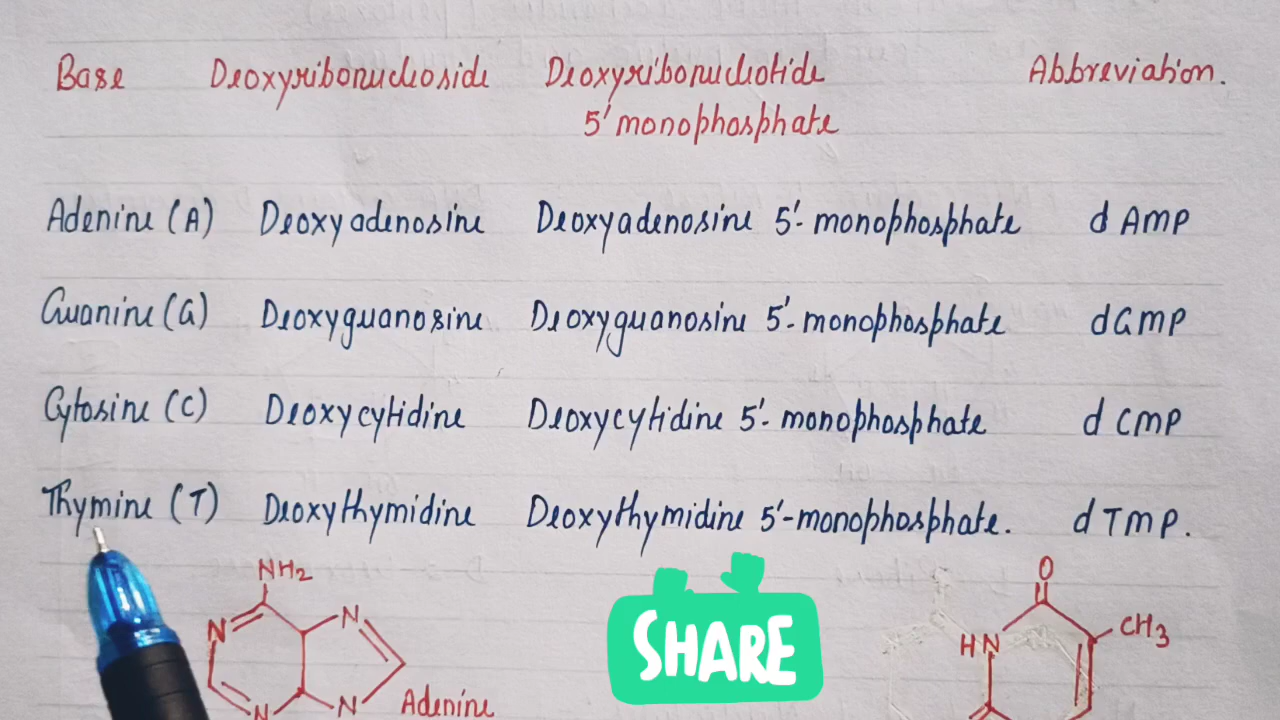 Base Deoxyribonucleoside Deoxyribonucleotide Abbreviation.
5' monophosphate
Adenine (A) Deoxyadenosine Deoxyadenosine 5'-monophosphate dAMP
Guanine (G) Deoxyguanosine Deoxyguanosine 5'-monophosphate dGMP
Cytosine (C) Deoxycytidine Deoxycytidine 5'-monophosphate dCMP
Thymine (T) Deoxythymidine Deoxythymidine 5'-monophosphate. dTMP.
NH2 O
N N HN CH3
SHARE
N N Adenine